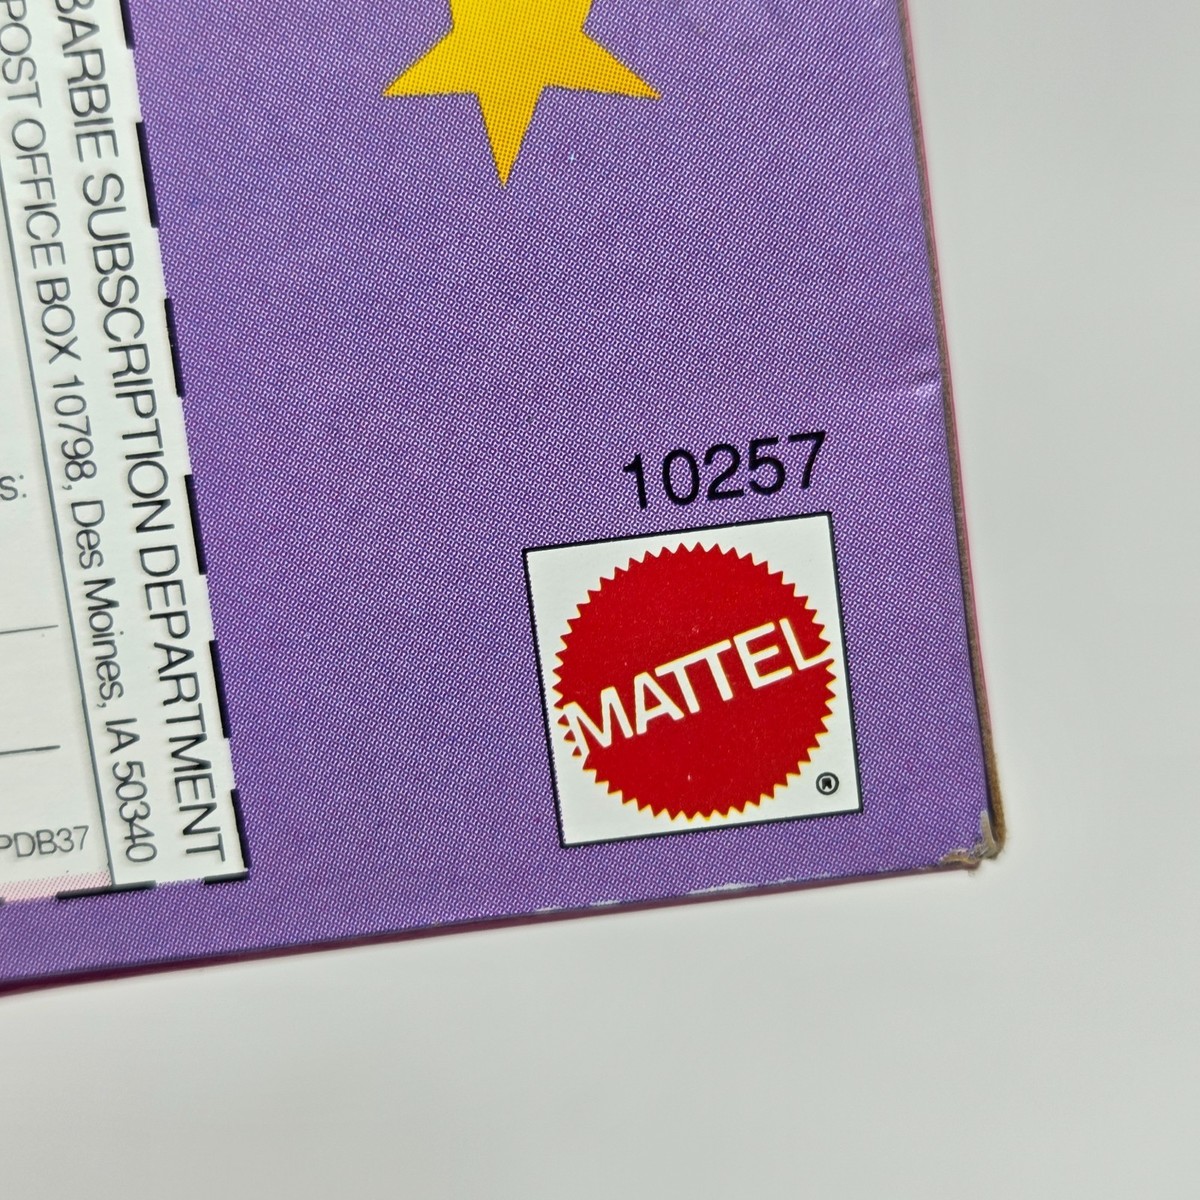 BARBIE SUBSCRIPTION DEPARTMENT
POST OFFICE BOX 10798, Des Moines, IA 50340
s.
PDB37
10257
MATTEL
®